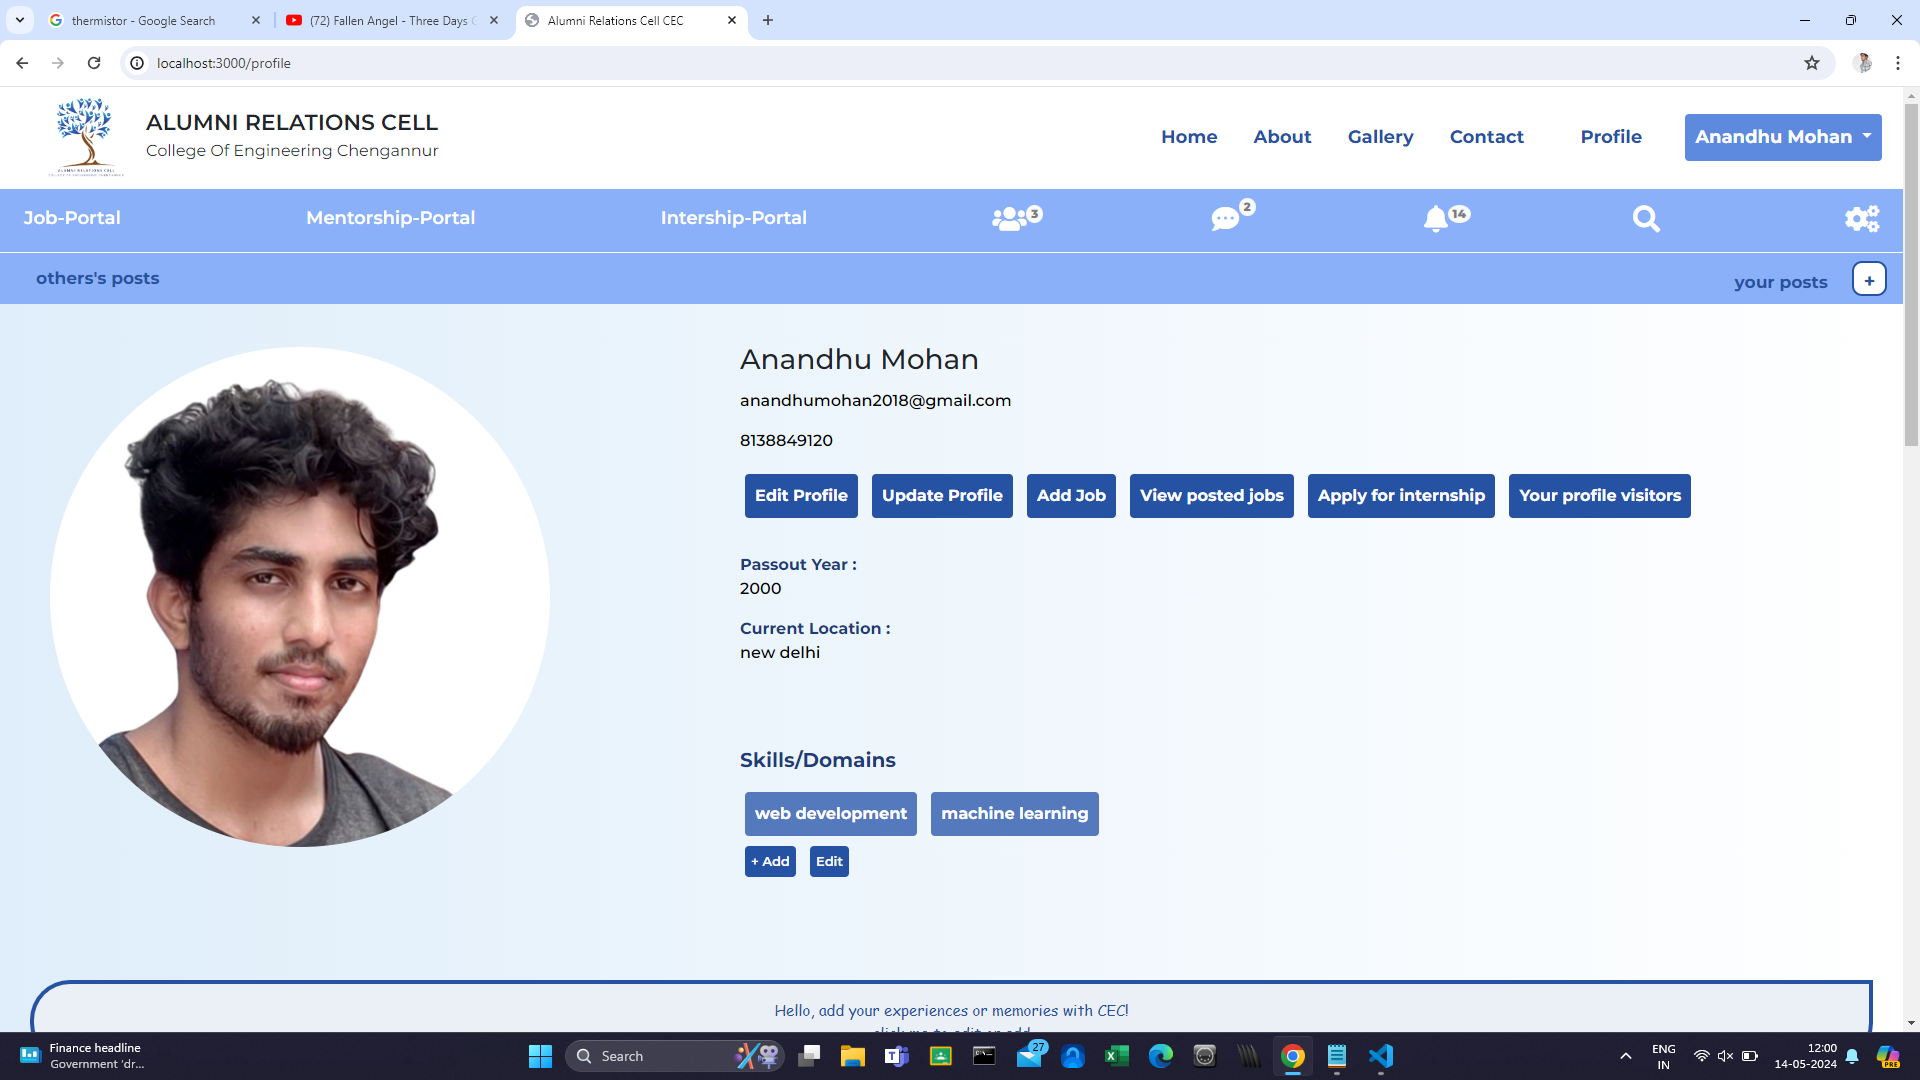 thermistor - Google Search
(72) Fallen Angel - Three Days
Alumni Relations Cell CEC
localhost:3000/profile
ALUMNI RELATIONS CELL
College Of Engineering Chengannur
ALUMNI RELATIONS CELL
Home About Gallery Contact Profile Anandhu Mohan
Job-Portal Mentorship-Portal Intership-Portal 3 2 14
others's posts your posts +
Anandhu Mohan
anandhumohan2018@gmail.com
8138849120
Edit Profile Update Profile Add Job View posted jobs Apply for internship Your profile visitors
Passout Year :
2000
Current Location :
new delhi
Skills/Domains
web development machine learning
+ Add Edit
Hello, add your experiences or memories with CEC!
Finance headline
Government 'dr...
Search
27
ENG
IN
12:00
14-05-2024
PRE